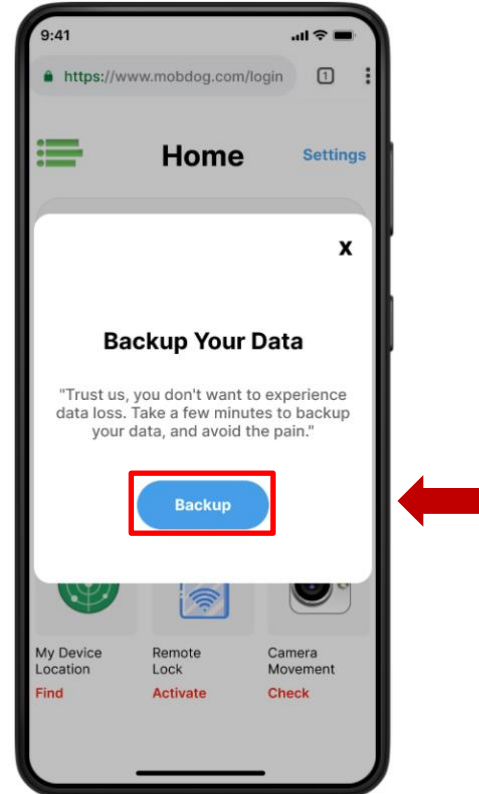 9:41
https://www.mobdog.com/login 1
Home Settings
x
Backup Your Data
"Trust us, you don't want to experience
data loss. Take a few minutes to backup
your data, and avoid the pain."
Backup
My Device
Location
Find
Remote
Lock
Activate
Camera
Movement
Check